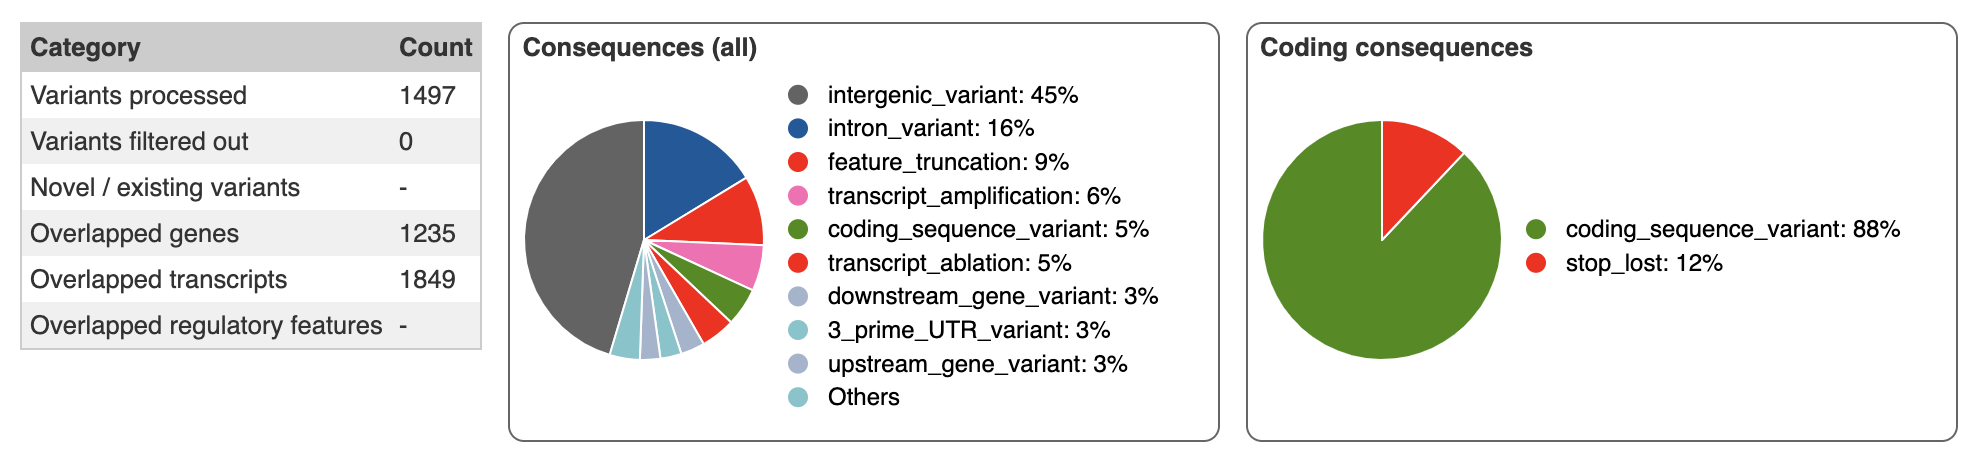 Category Count
Variants processed 1497
Variants filtered out 0
Novel / existing variants -
Overlapped genes 1235
Overlapped transcripts 1849
Overlapped regulatory features -
Consequences (all)
intergenic_variant: 45%
intron_variant: 16%
feature_truncation: 9%
transcript_amplification: 6%
coding_sequence_variant: 5%
transcript_ablation: 5%
downstream_gene_variant: 3%
3_prime_UTR_variant: 3%
upstream_gene_variant: 3%
Others
Coding consequences
coding_sequence_variant: 88%
stop_lost: 12%